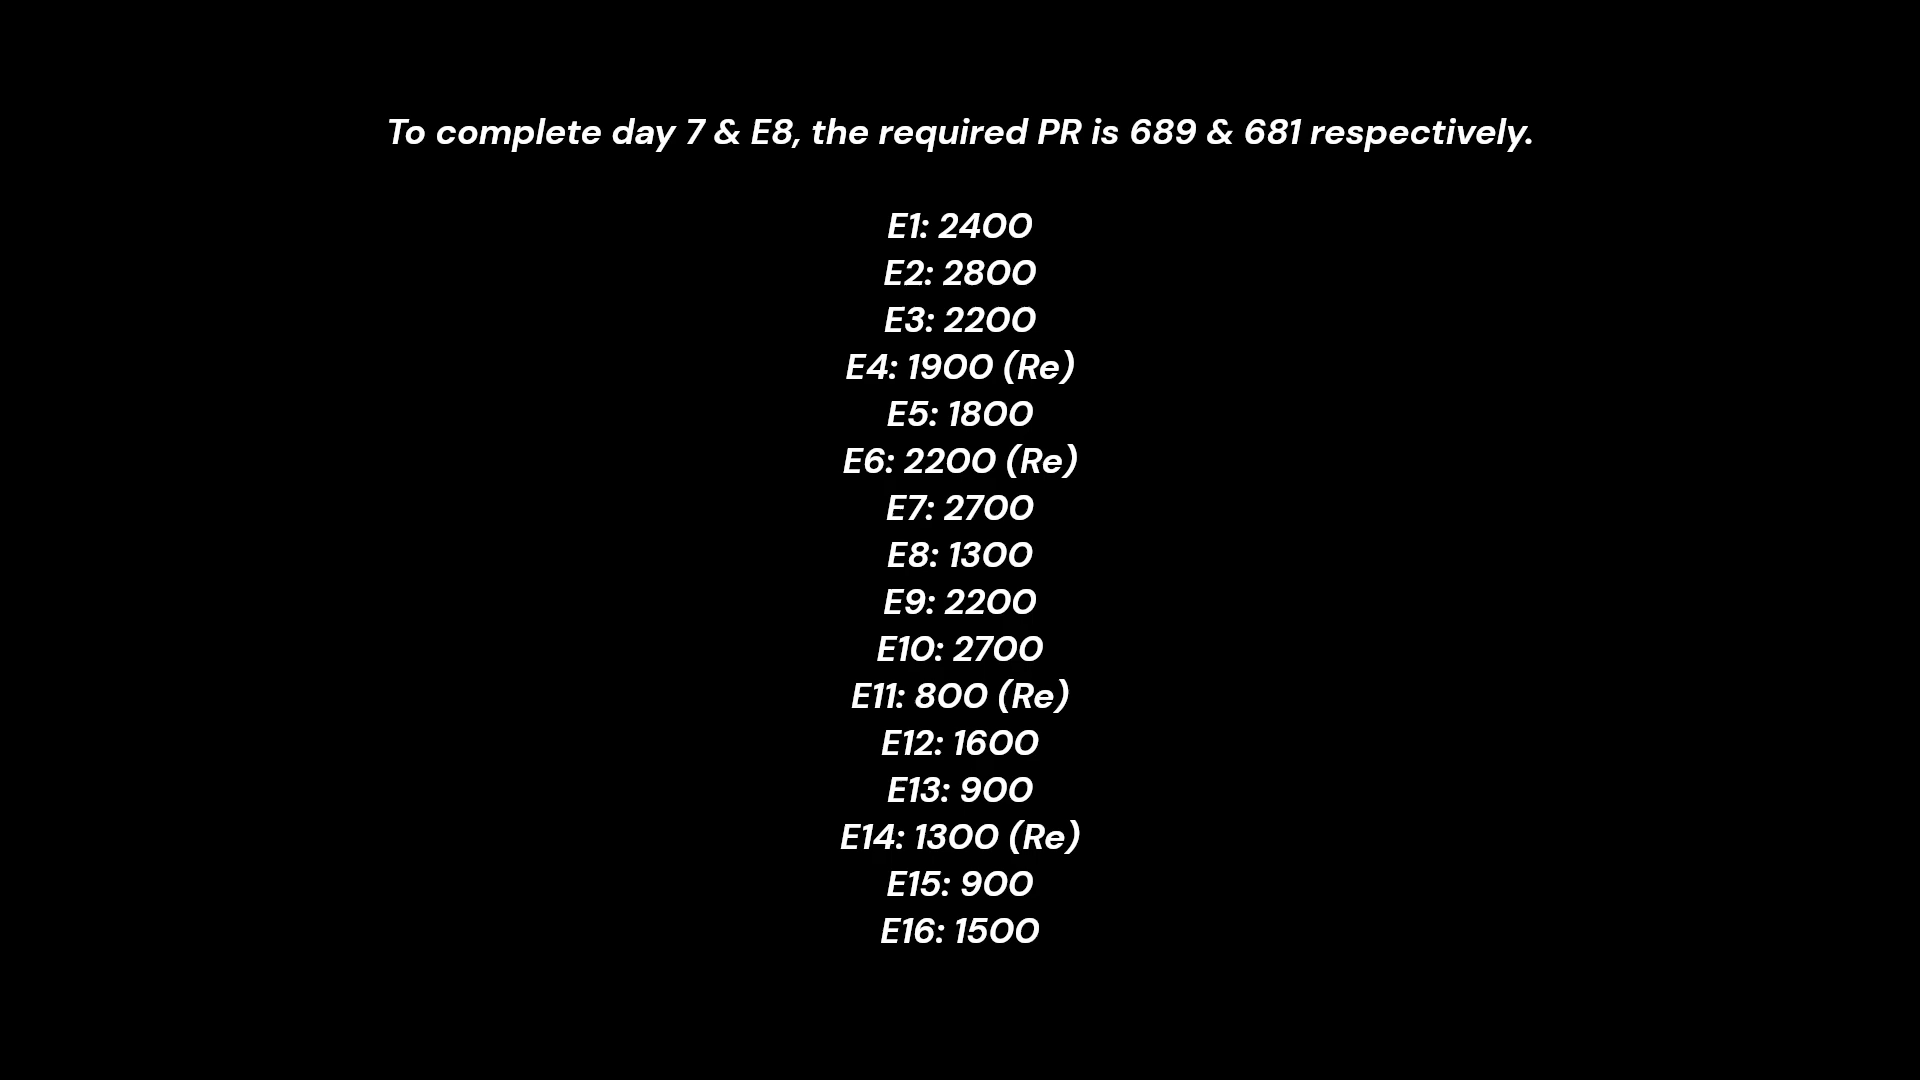 To complete day 7 & E8, the required PR is 689 & 681 respectively.
E1: 2400
E2: 2800
E3: 2200
E4: 1900 (Re)
E5: 1800
E6: 2200 (Re)
E7: 2700
E8: 1300
E9: 2200
E10: 2700
E11: 800 (Re)
E12: 1600
E13: 900
E14: 1300 (Re)
E15: 900
E16: 1500